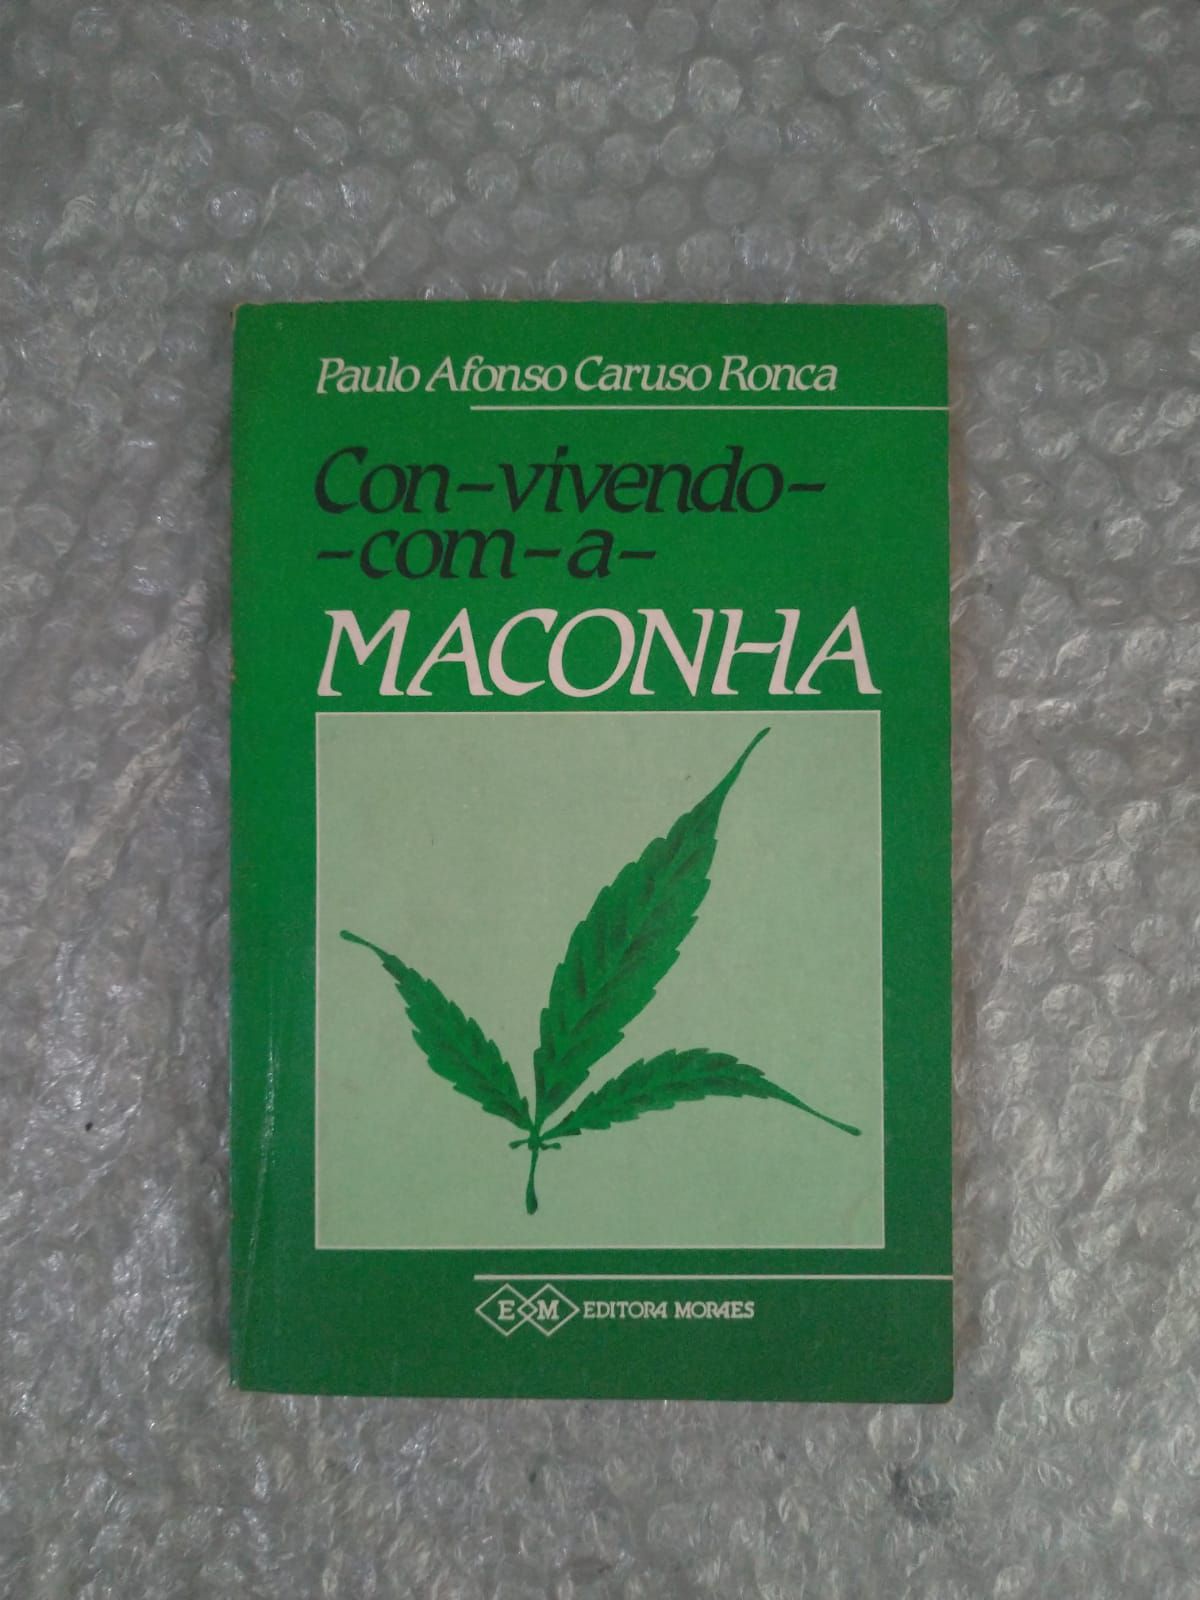 Paulo Afonso Caruso Ronca
Con-vivendo-
-com-a-
MACONHA
EM EDITORA MORAES